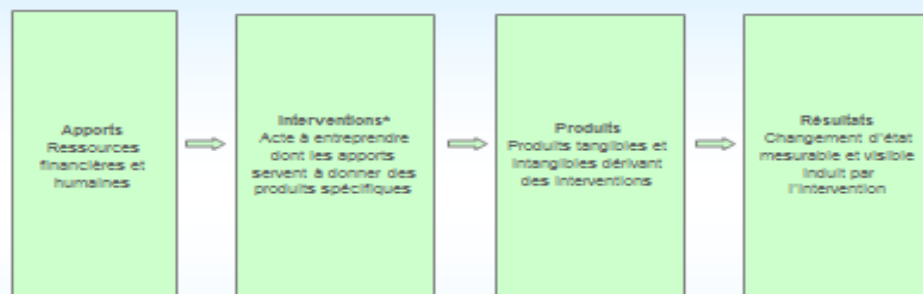 Apports
Ressources
financières et
humaines
Interventions*
Acte à entreprendre
dont les apports
servent à donner des
produits spécifiques
Produits
Produits tangibles et
intangibles dérivant
des interventions
Résultats
Changement d'état
mesurable et visible
induit par
l'intervention